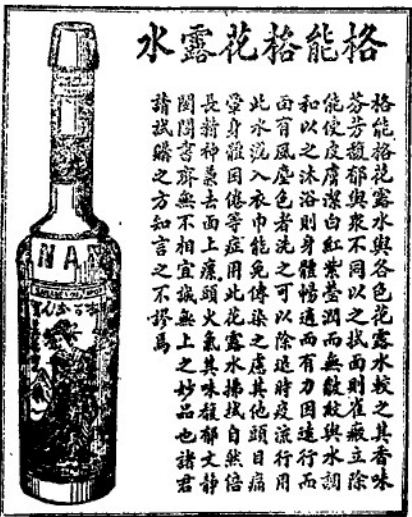 格能格花露水
格能格花露水與各色花露水較之其香味
芬芳馥郁與衆不同以之拭面則雀瘢立除
能使皮膚潔白紅紫瑩潤而無皺紋與水調
和以之沐浴則身體暢適而有力因遠行而
面有風塵色者洗之可以除退時疫流行用
此水洗入衣巾能免傳染之虞其他頭目痛
暈身體困倦等症用此花露水拂拭自然倍
長精神兼去面上瘰頭火氣其味馥郁文静
閨閣書齋無不相宜誠無上之妙品也諸君
請試購之方知言之不謬焉
NAN